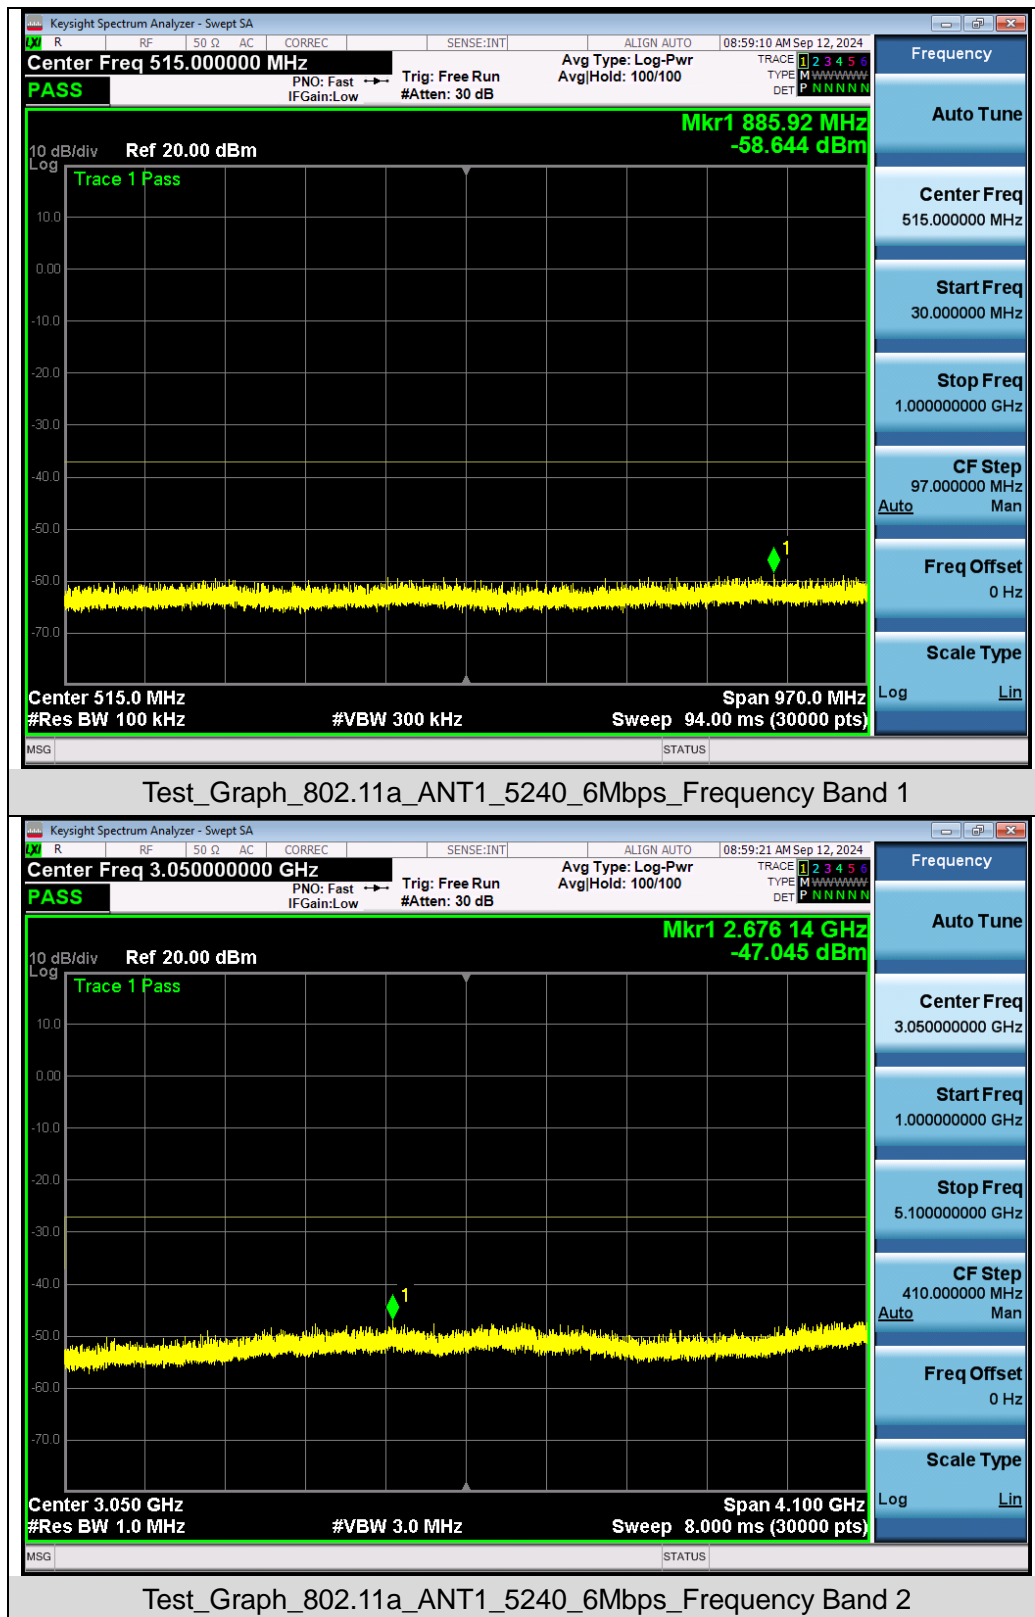 Keysight Spectrum Analyzer - Swept SA
LXI R RF 50 Ω AC CORREC SENSE:INT ALIGN AUTO 08:59:10 AM Sep 12, 2024
Center Freq 515.000000 MHz
PASS
PNO: Fast
IFGain:Low
Trig: Free Run
#Atten: 30 dB
Avg Type: Log-Pwr
Avg|Hold: 100/100
TRACE 1 2 3 4 5 6
TYPE M WWWWW
DET P N N N N N
Mkr1 885.92 MHz
-58.644 dBm
10 dB/div Ref 20.00 dBm
Log
Trace 1 Pass
10.0
0.00
-10.0
-20.0
-30.0
-40.0
-50.0
1
-60.0
-70.0
Center 515.0 MHz Span 970.0 MHz
#Res BW 100 kHz #VBW 300 kHz Sweep 94.00 ms (30000 pts)
MSG STATUS
Frequency
Auto Tune
Center Freq
515.000000 MHz
Start Freq
30.000000 MHz
Stop Freq
1.000000000 GHz
CF Step
97.000000 MHz
Auto Man
Freq Offset
0 Hz
Scale Type
Log Lin
Test_Graph_802.11a_ANT1_5240_6Mbps_Frequency Band 1
Keysight Spectrum Analyzer - Swept SA
LXI R RF 50 Ω AC CORREC SENSE:INT ALIGN AUTO 08:59:21 AM Sep 12, 2024
Center Freq 3.050000000 GHz
PASS
PNO: Fast
IFGain:Low
Trig: Free Run
#Atten: 30 dB
Avg Type: Log-Pwr
Avg|Hold: 100/100
TRACE 1 2 3 4 5 6
TYPE M WWWWW
DET P N N N N N
Mkr1 2.676 14 GHz
-47.045 dBm
10 dB/div Ref 20.00 dBm
Log
Trace 1 Pass
10.0
0.00
-10.0
-20.0
-30.0
-40.0
1
-50.0
-60.0
-70.0
Center 3.050 GHz Span 4.100 GHz
#Res BW 1.0 MHz #VBW 3.0 MHz Sweep 8.000 ms (30000 pts)
MSG STATUS
Frequency
Auto Tune
Center Freq
3.050000000 GHz
Start Freq
1.000000000 GHz
Stop Freq
5.100000000 GHz
CF Step
410.000000 MHz
Auto Man
Freq Offset
0 Hz
Scale Type
Log Lin
Test_Graph_802.11a_ANT1_5240_6Mbps_Frequency Band 2